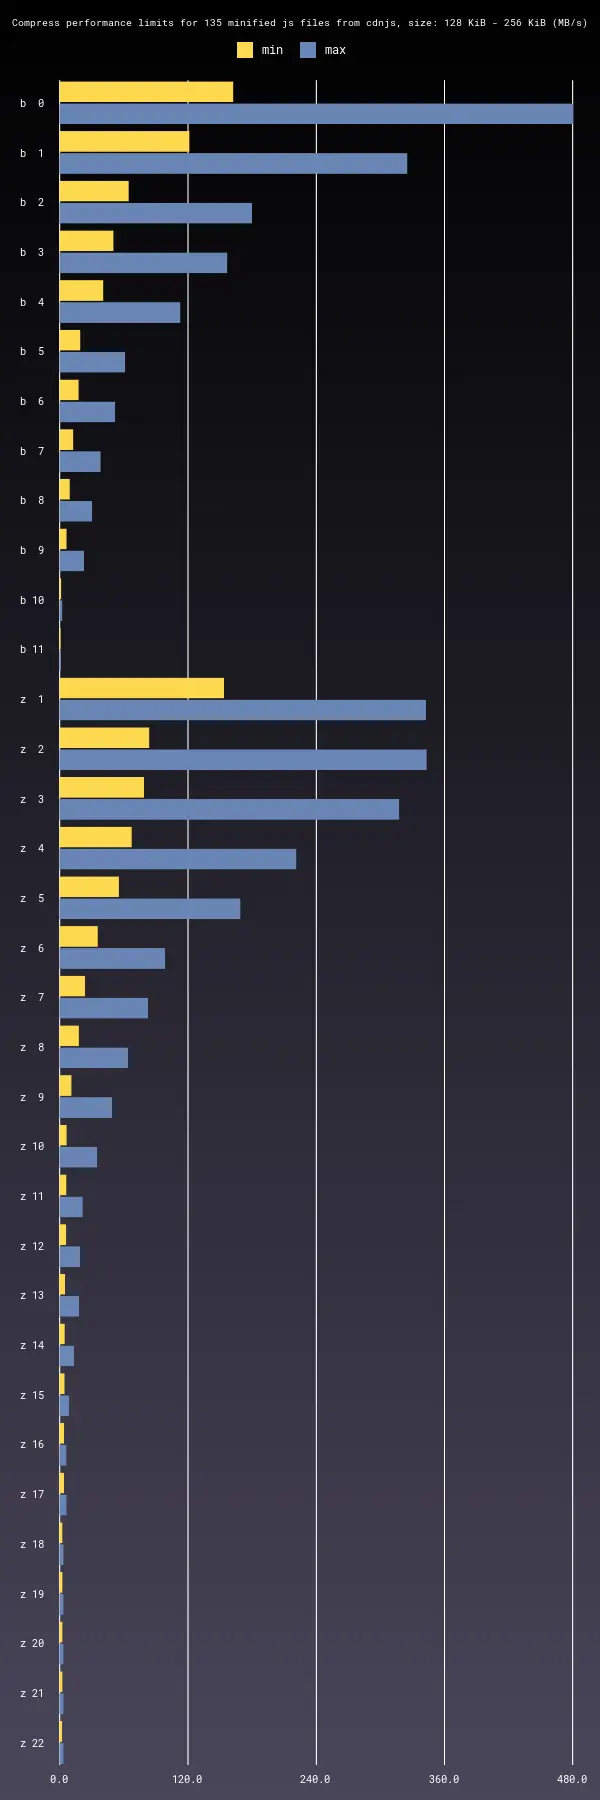 Compress performance limits for 135 minified js files from cdnjs, size: 128 KiB - 256 KiB (MB/s)
min max
b 0
b 1
b 2
b 3
b 4
b 5
b 6
b 7
b 8
b 9
b 10
b 11
z 1
z 2
z 3
z 4
z 5
z 6
z 7
z 8
z 9
z 10
z 11
z 12
z 13
z 14
z 15
z 16
z 17
z 18
z 19
z 20
z 21
z 22
0.0 120.0 240.0 360.0 480.0